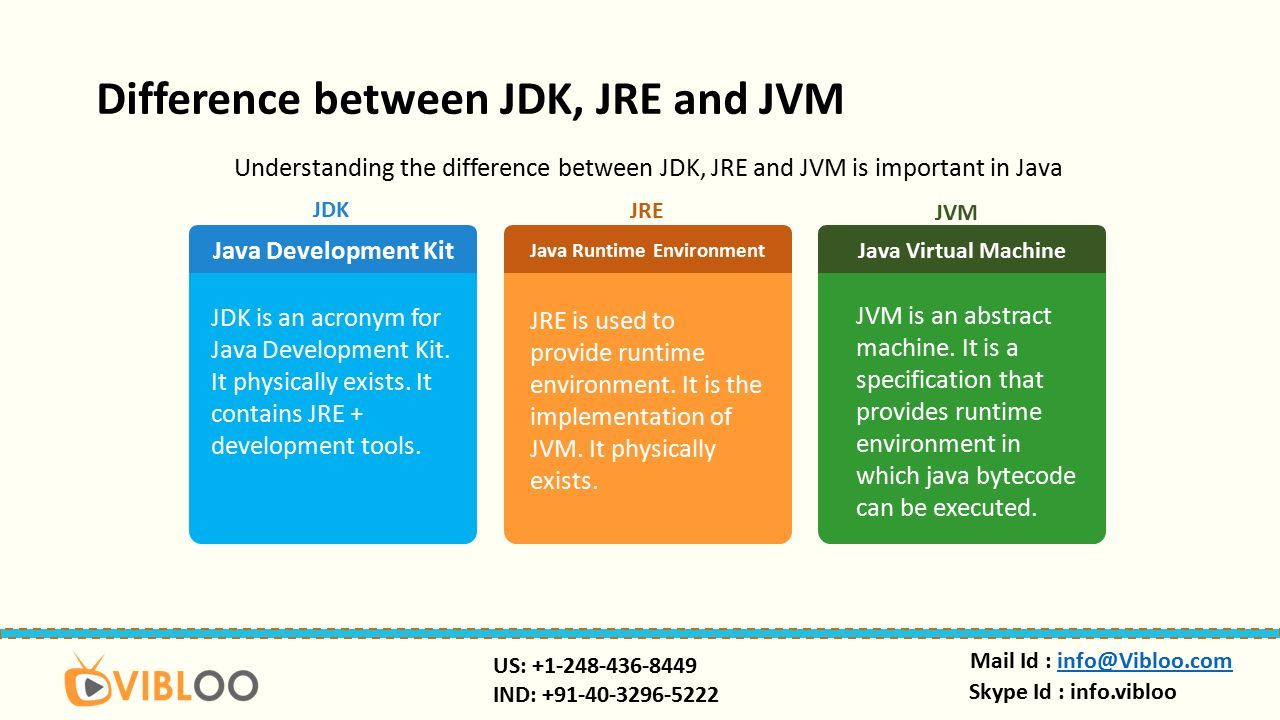 Difference between JDK, JRE and JVM
Understanding the difference between JDK, JRE and JVM is important in Java
JDK
Java Development Kit
JDK is an acronym for
Java Development Kit.
It physically exists. It
contains JRE +
development tools.
JRE
Java Runtime Environment
JRE is used to
provide runtime
environment. It is the
implementation of
JVM. It physically
exists.
JVM
Java Virtual Machine
JVM is an abstract
machine. It is a
specification that
provides runtime
environment in
which java bytecode
can be executed.
VIBLOO
US: +1-248-436-8449
IND: +91-40-3296-5222
Mail Id : info@Vibloo.com
Skype Id : info.vibloo